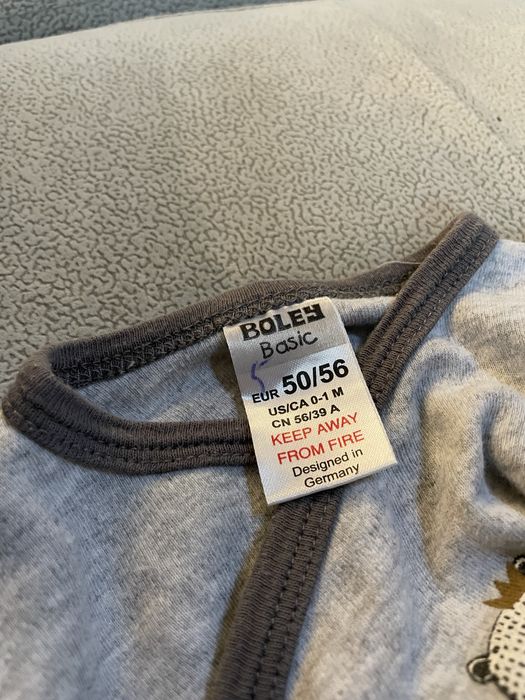 BOLEY
Basic
5
EUR 50/56
US/CA 0-1 M
CN 56/39 A
KEEP AWAY
FROM FIRE
Designed in
Germany